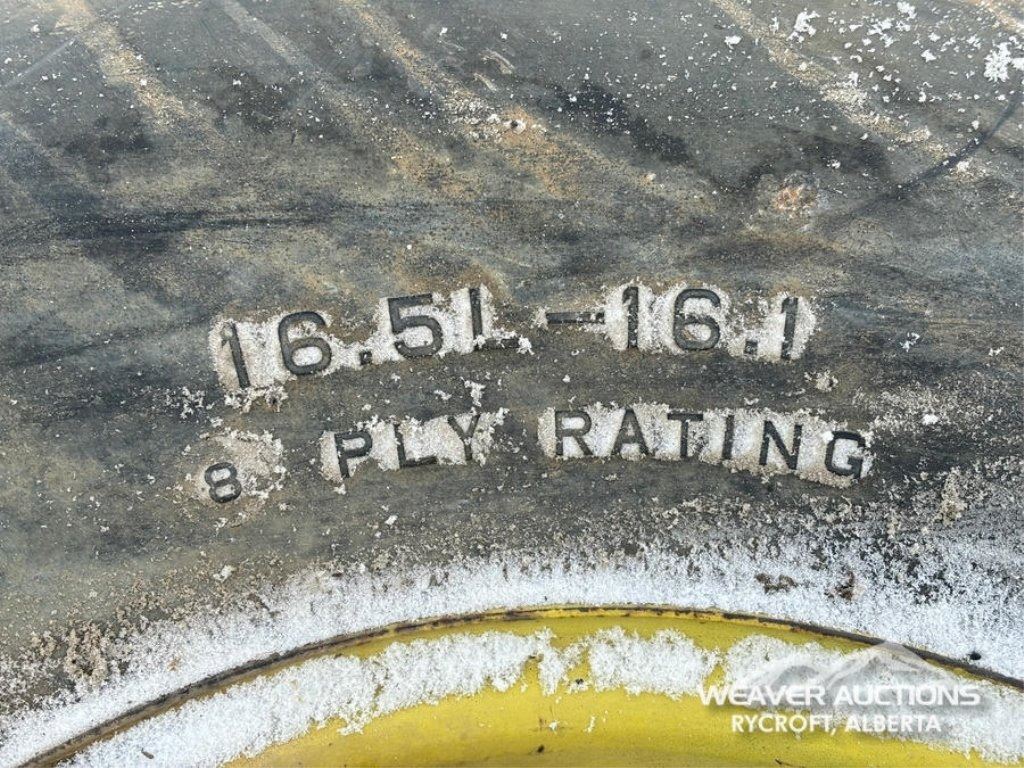 16.5L-16.1
8 PLY RATING
WEAVER AUCTIONS
RYCROFT, ALBERTA